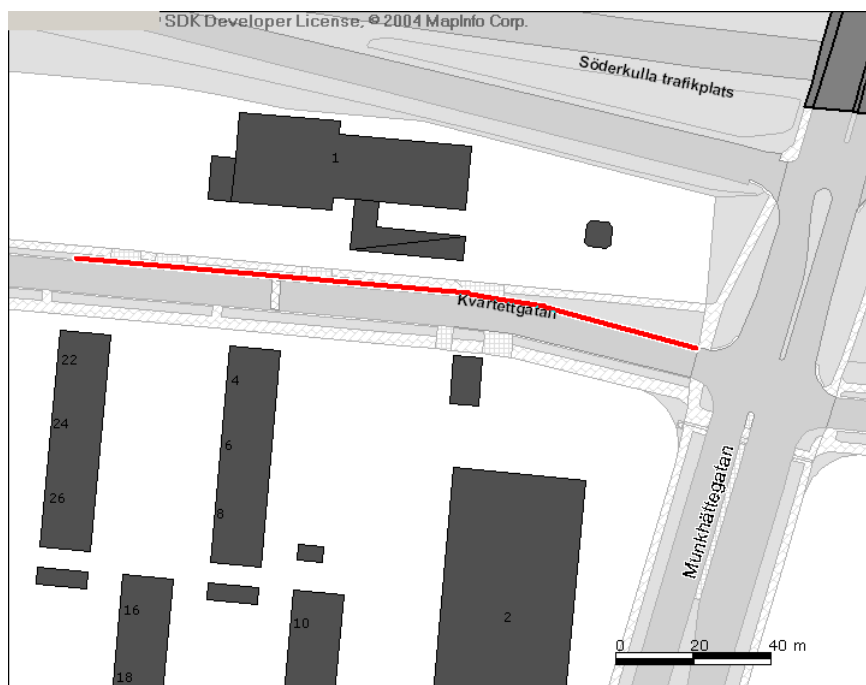 SDK Developer License, © 2004 MapInfo Corp.
Söderkulla trafikplats
1
Kvartettgatan
22
4
24
6
26
8
Munkhättegatan
16
10
2
18
0 20 40 m